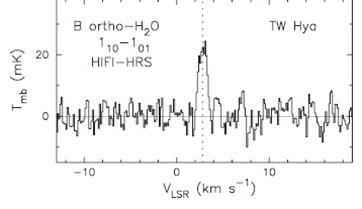 B ortho-H₂O
TW Hya
1₁₀−1₀₁
HIFI-HRS
T_mb (mK)
20
0
−10
0
10
V_LSR (km s⁻¹)